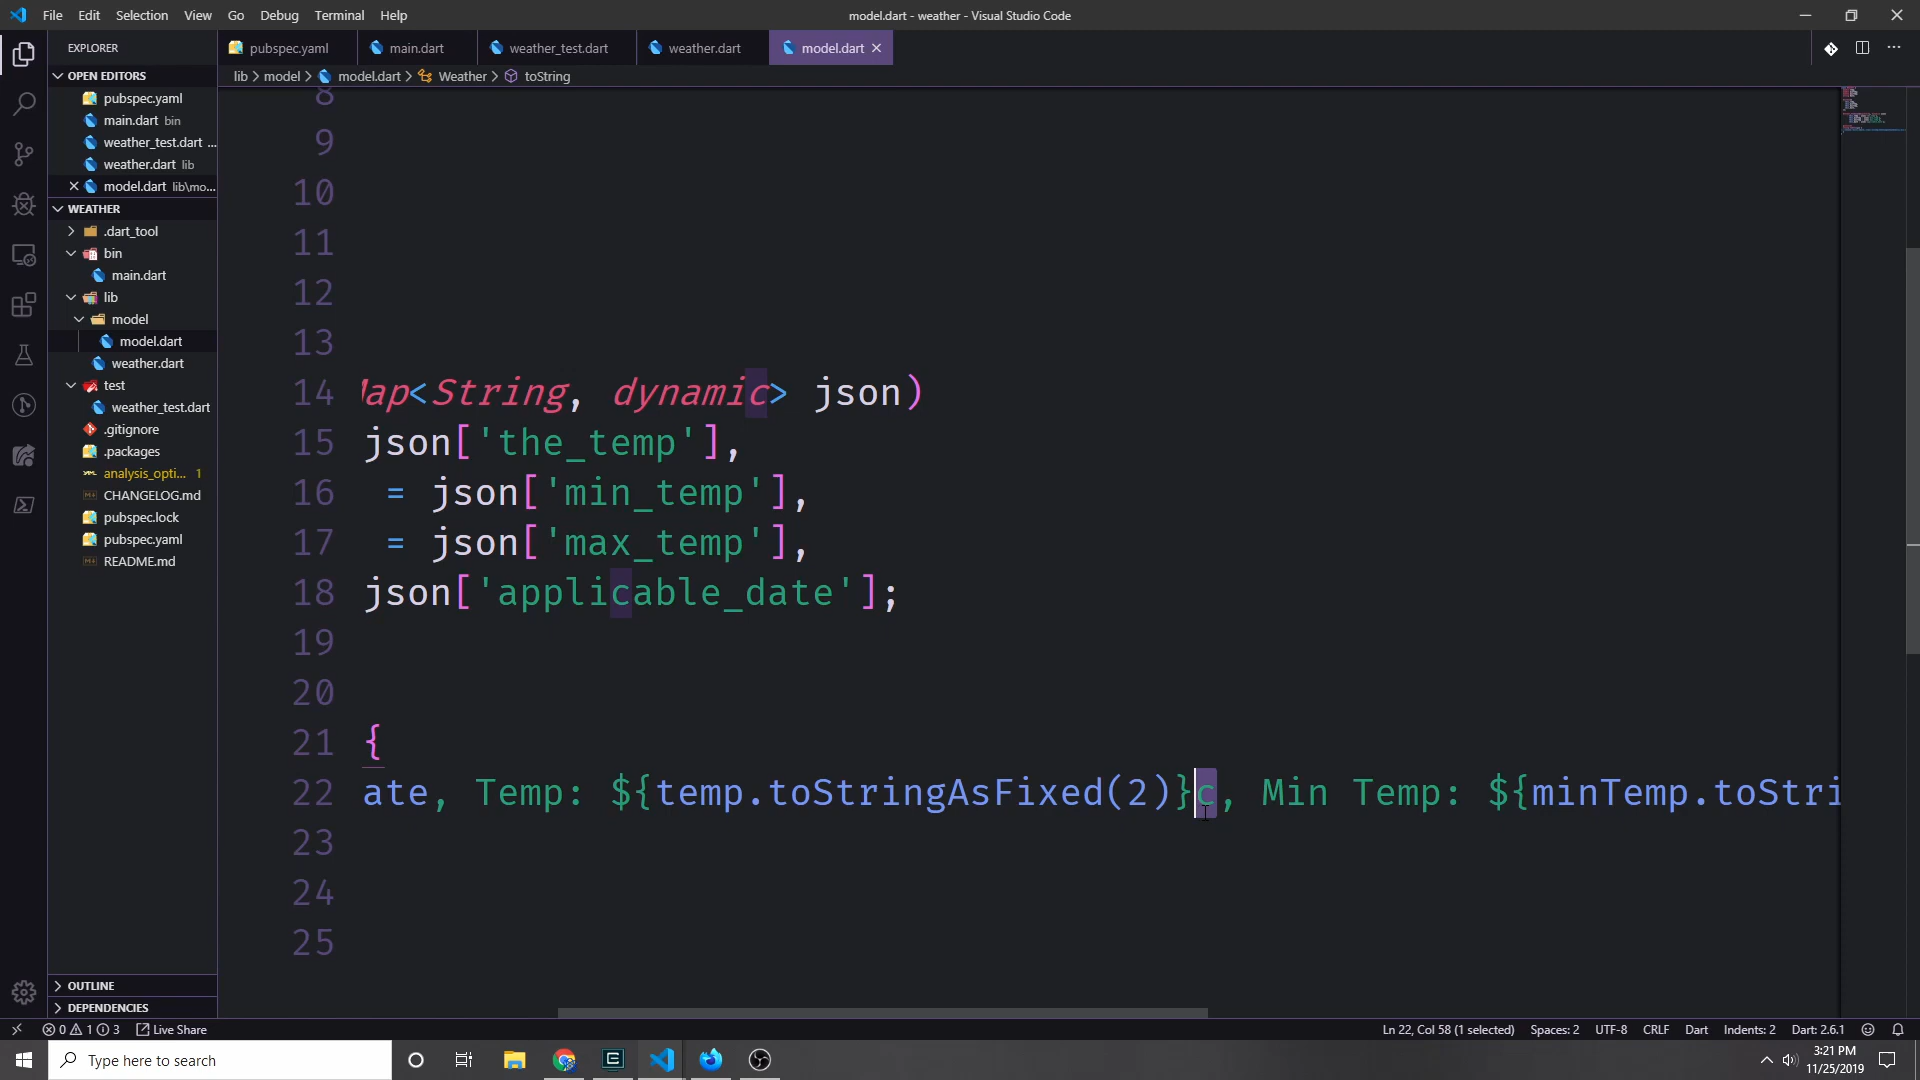 File Edit Selection View Go Debug Terminal Help
model.dart - weather - Visual Studio Code
EXPLORER
pubspec.yaml
main.dart
weather_test.dart
weather.dart
model.dart
OPEN EDITORS
pubspec.yaml
main.dart bin
weather_test.dart ...
weather.dart lib
model.dart lib\mo...
WEATHER
.dart_tool
bin
main.dart
lib
model
model.dart
weather.dart
test
weather_test.dart
.gitignore
.packages
analysis_opti... 1
CHANGELOG.md
pubspec.lock
pubspec.yaml
README.md
OUTLINE
DEPENDENCIES
lib > model > model.dart > Weather > toString
8
9
10
11
12
13
14 Map<String, dynamic> json)
15 json['the_temp'],
16 = json['min_temp'],
17 = json['max_temp'],
18 json['applicable_date'];
19
20
21 {
22 ate, Temp: ${temp.toStringAsFixed(2)}c, Min Temp: ${minTemp.toStri
23
24
25
0 1 3 Live Share
Ln 22, Col 58 (1 selected) Spaces: 2 UTF-8 CRLF Dart Indents: 2 Dart: 2.6.1
Type here to search
3:21 PM
11/25/2019